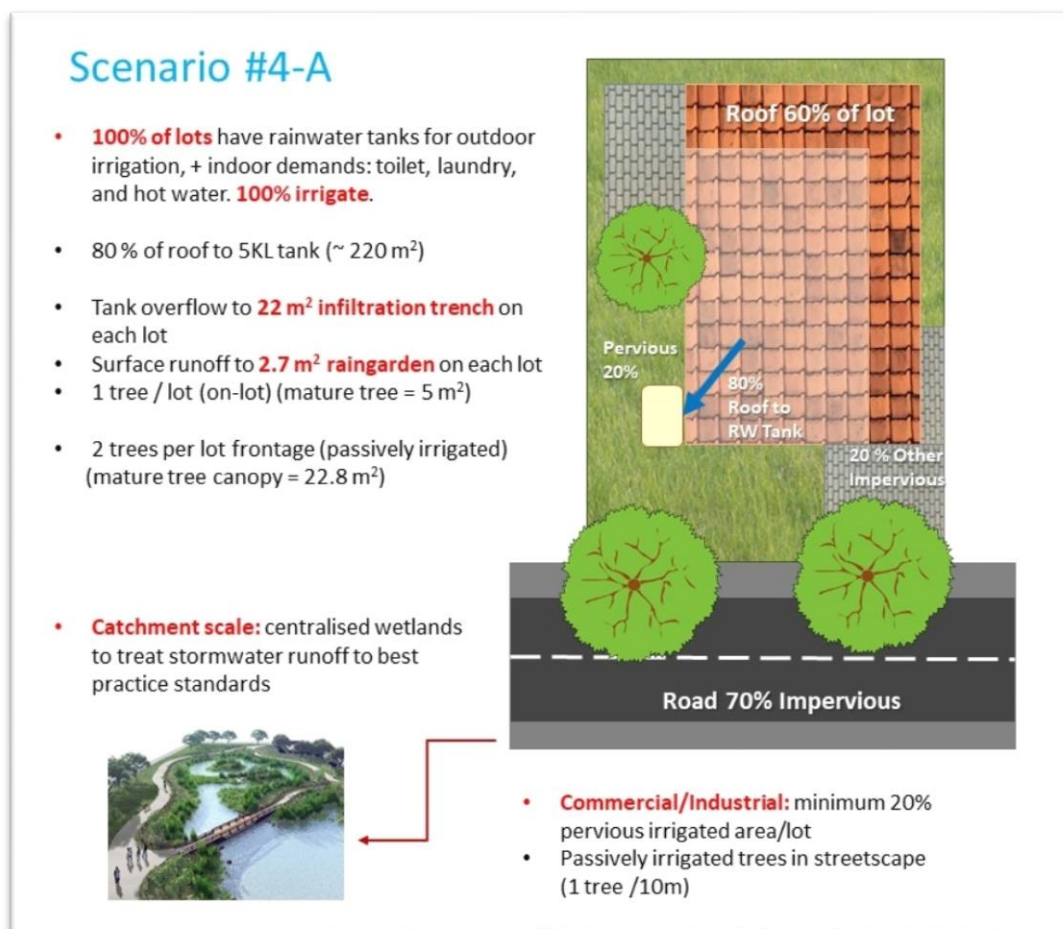 Scenario #4-A
• 100% of lots have rainwater tanks for outdoor
irrigation, + indoor demands: toilet, laundry,
and hot water. 100% irrigate.
• 80 % of roof to 5KL tank (~ 220 m²)
• Tank overflow to 22 m² infiltration trench on
each lot
• Surface runoff to 2.7 m² raingarden on each lot
• 1 tree / lot (on-lot) (mature tree = 5 m²)
• 2 trees per lot frontage (passively irrigated)
(mature tree canopy = 22.8 m²)
• Catchment scale: centralised wetlands
to treat stormwater runoff to best
practice standards
Roof 60% of lot
Pervious
20%
80%
Roof to
RW Tank
20 % Other
Impervious
Road 70% Impervious
• Commercial/Industrial: minimum 20%
pervious irrigated area/lot
• Passively irrigated trees in streetscape
(1 tree /10m)